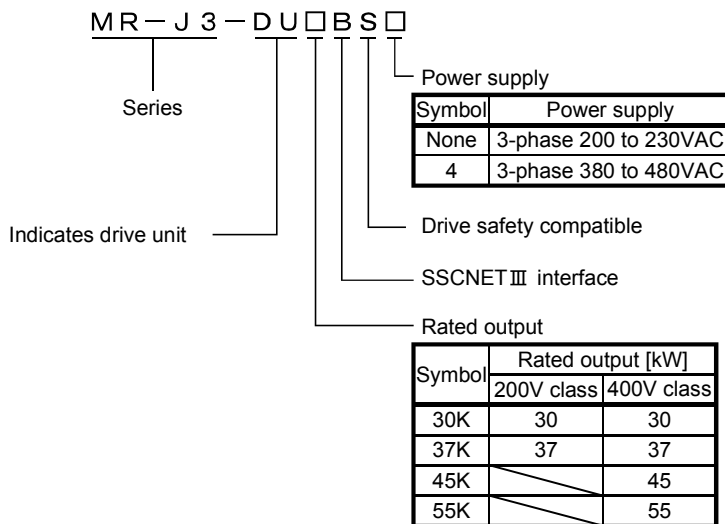 MR-J3-DU□BS□
Power supply
Series
Symbol Power supply
None 3-phase 200 to 230VAC
4 3-phase 380 to 480VAC
Indicates drive unit
Drive safety compatible
SSCNETⅢ interface
Rated output
Symbol Rated output [kW]
200V class 400V class
30K 30 30
37K 37 37
45K 45
55K 55